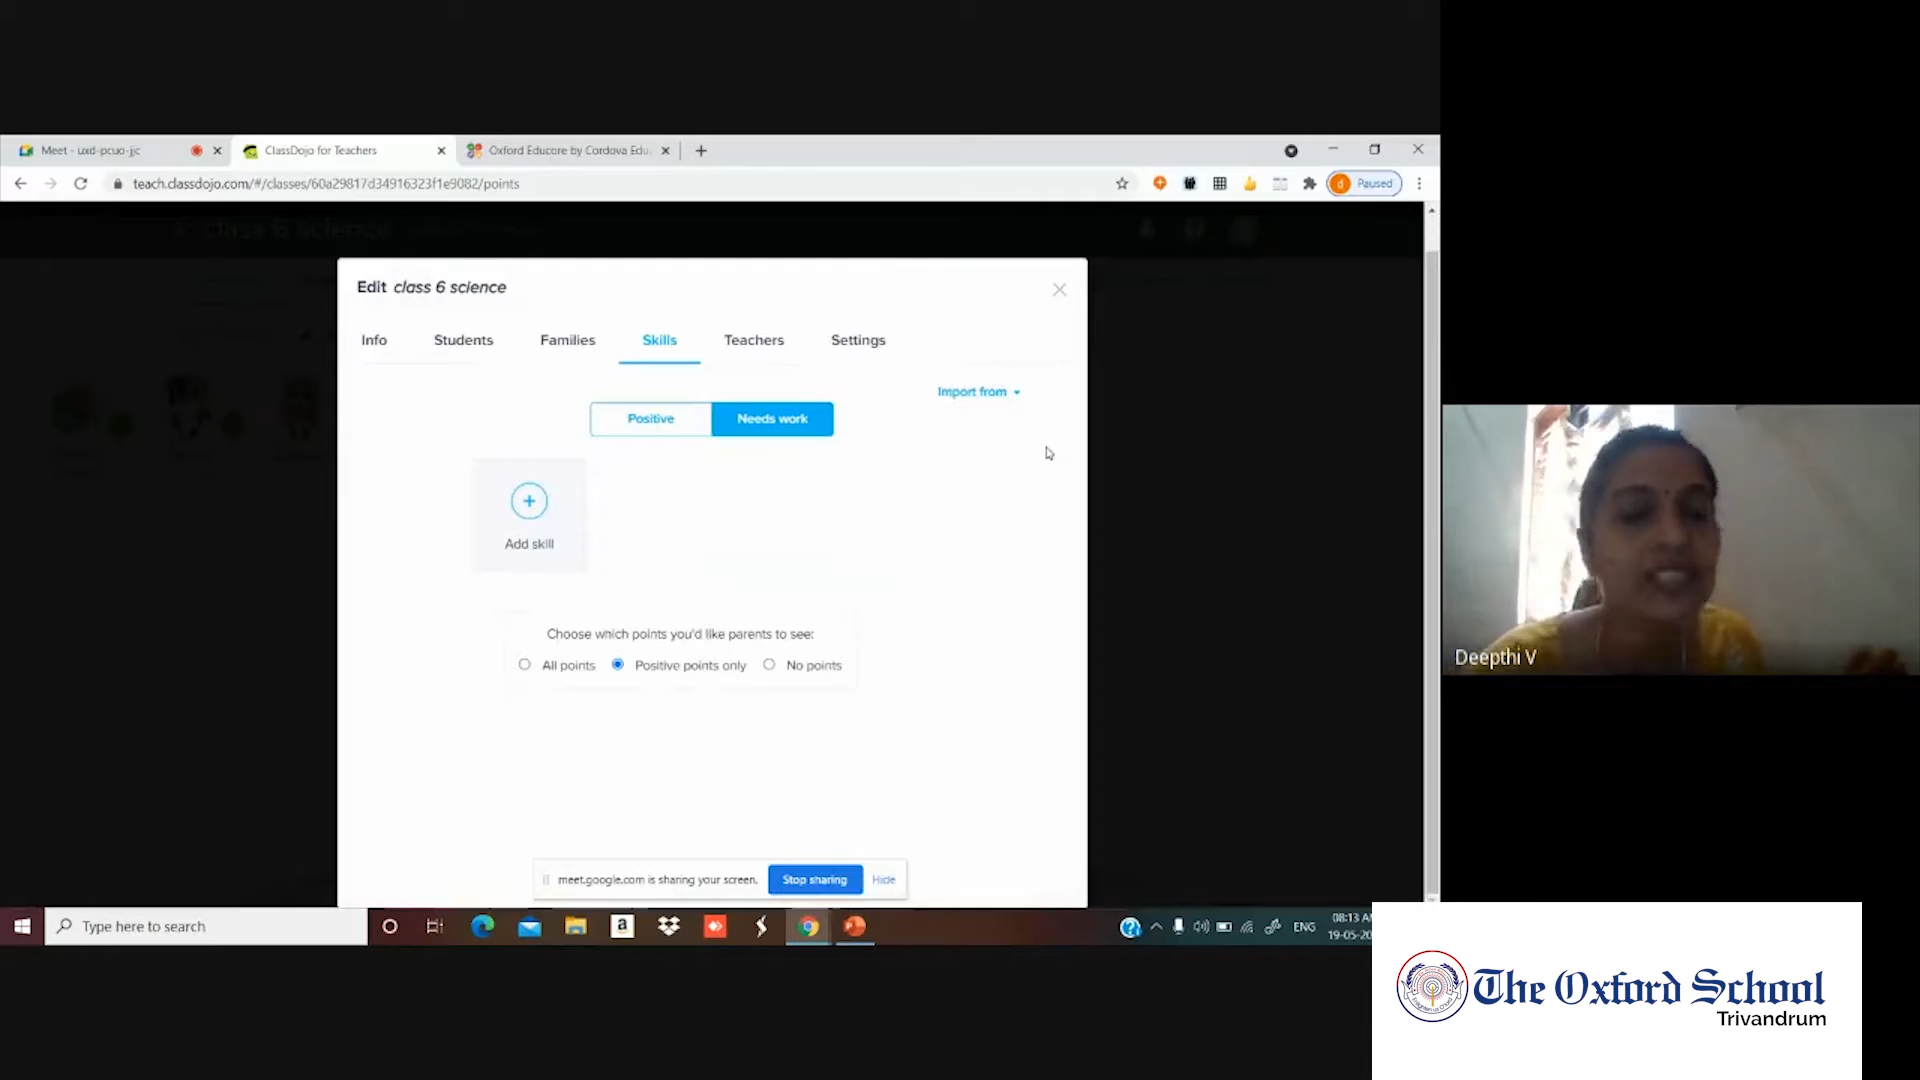 Meet - uxd-pcuo-jjc
ClassDojo for Teachers
Oxford Educore by Cordova Edu
teach.classdojo.com/#/classes/60a29817d34916323f1e9082/points
d Paused
class 6 science
Edit class 6 science
Info Students Families Skills Teachers Settings
Import from
Positive Needs work
Add skill
Choose which points you'd like parents to see:
All points Positive points only No points
meet.google.com is sharing your screen. Stop sharing Hide
Type here to search
ENG
08:13 A
19-05-20
Deepthi V
The Oxford School
Trivandrum